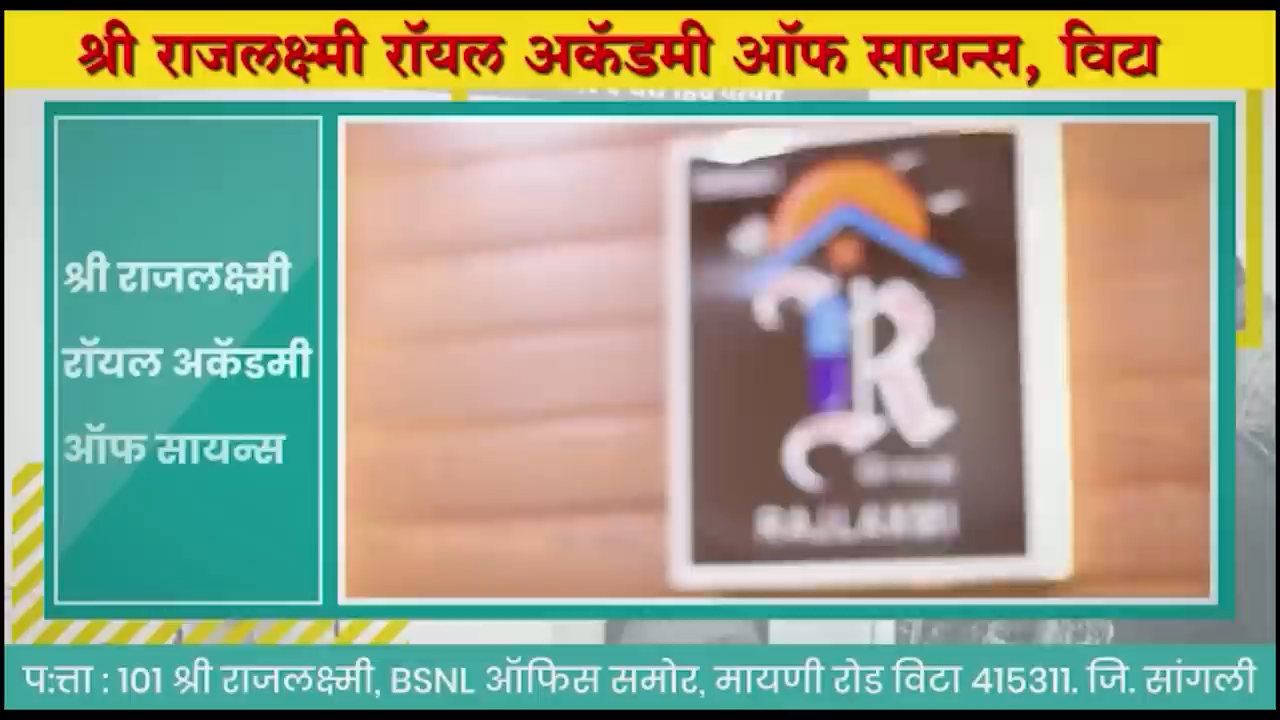 श्री राजलक्ष्मी रॉयल अकॅडमी ऑफ सायन्स, विटा
श्री राजलक्ष्मी
रॉयल अकॅडमी
ऑफ सायन्स
R
प:त्ता : 101 श्री राजलक्ष्मी, BSNL ऑफिस समोर, मायणी रोड विटा 415311. जि. सांगली